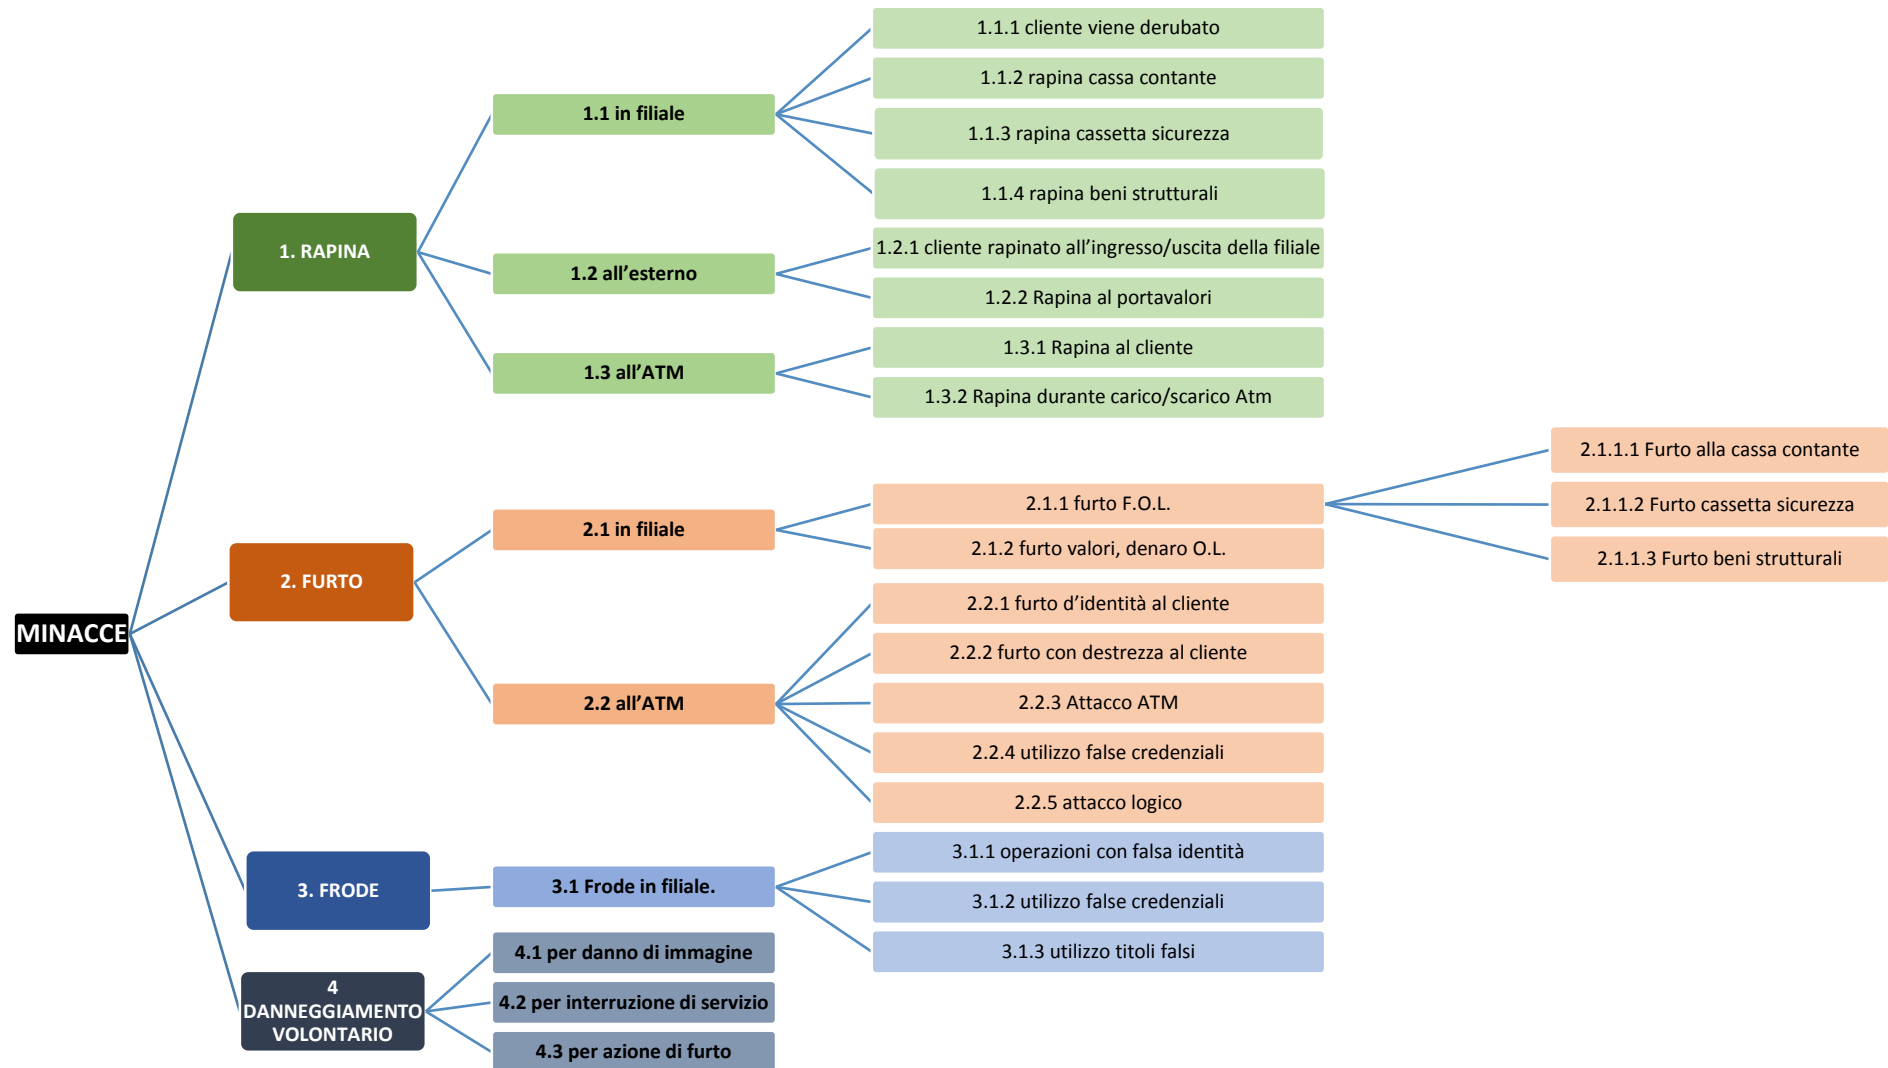 MINACCE
1. RAPINA
1.1 in filiale
1.1.1 cliente viene derubato
1.1.2 rapina cassa contante
1.1.3 rapina cassetta sicurezza
1.1.4 rapina beni strutturali
1.2 all’esterno
1.2.1 cliente rapinato all’ingresso/uscita della filiale
1.2.2 Rapina al portavalori
1.3 all’ATM
1.3.1 Rapina al cliente
1.3.2 Rapina durante carico/scarico Atm
2. FURTO
2.1 in filiale
2.1.1 furto F.O.L.
2.1.1.1 Furto alla cassa contante
2.1.1.2 Furto cassetta sicurezza
2.1.1.3 Furto beni strutturali
2.1.2 furto valori, denaro O.L.
2.2 all’ATM
2.2.1 furto d’identità al cliente
2.2.2 furto con destrezza al cliente
2.2.3 Attacco ATM
2.2.4 utilizzo false credenziali
2.2.5 attacco logico
3. FRODE
3.1 Frode in filiale.
3.1.1 operazioni con falsa identità
3.1.2 utilizzo false credenziali
3.1.3 utilizzo titoli falsi
4
DANNEGGIAMENTO
VOLONTARIO
4.1 per danno di immagine
4.2 per interruzione di servizio
4.3 per azione di furto